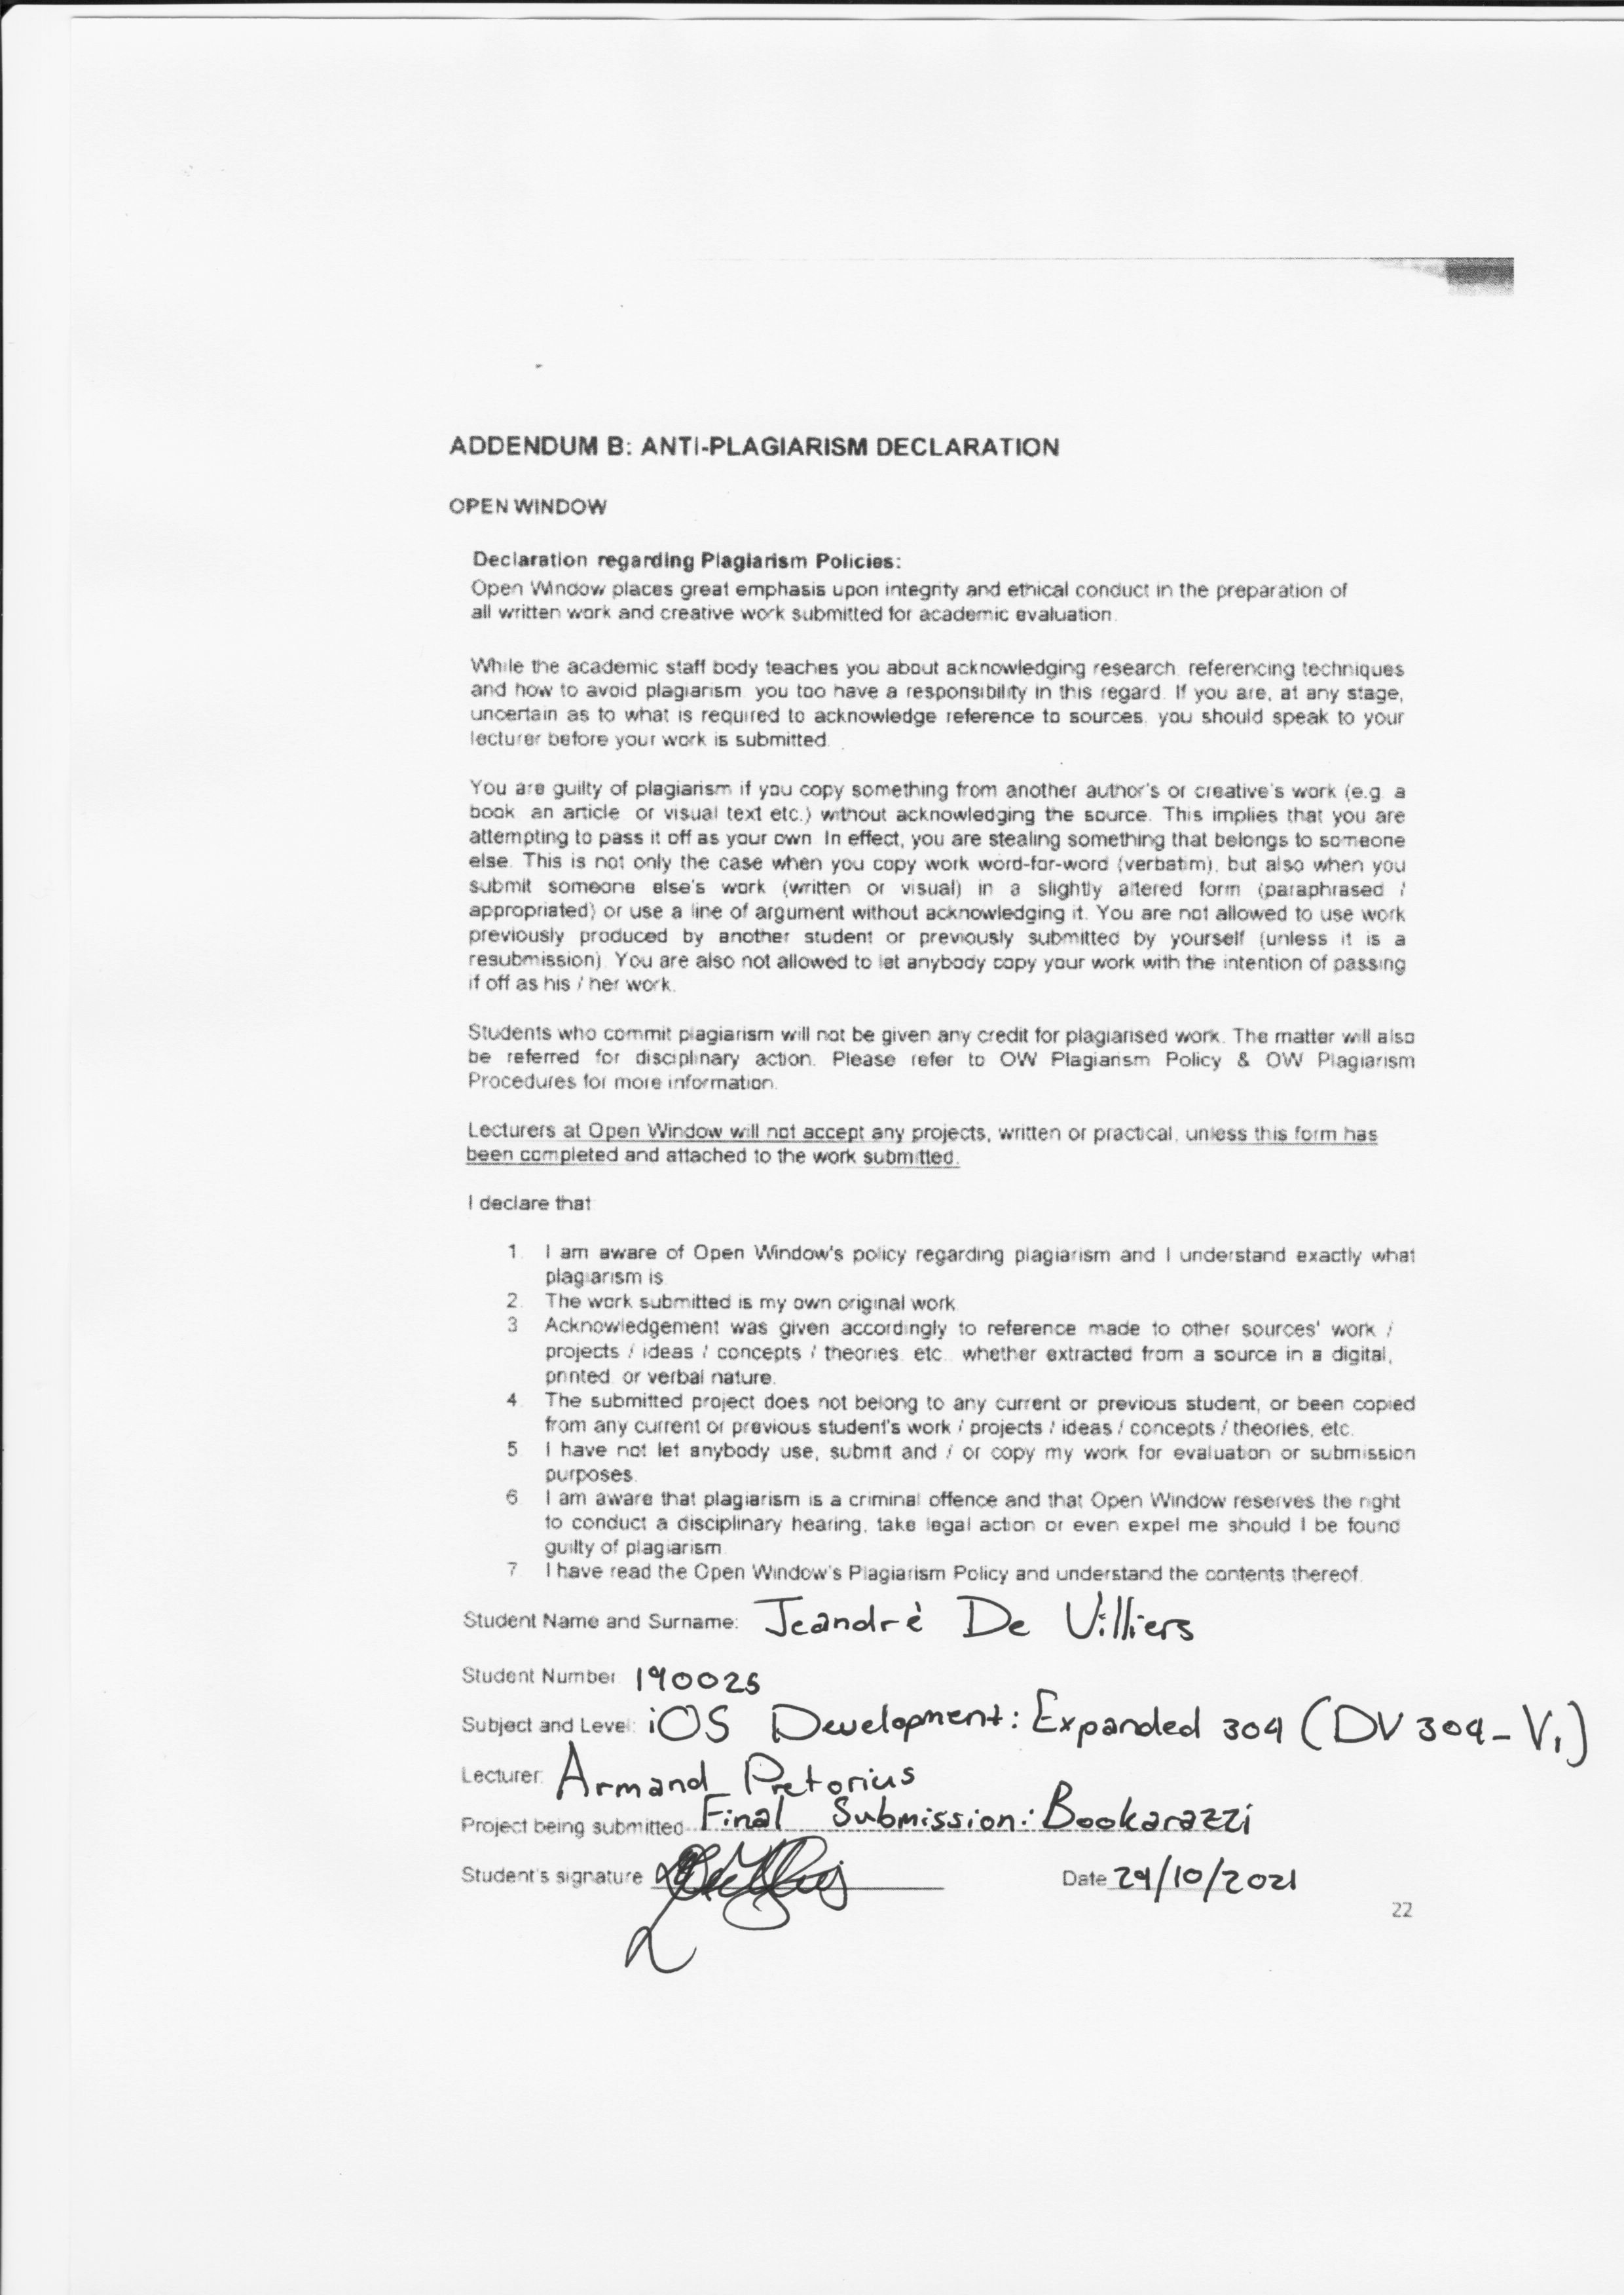 ADDENDUM B: ANTI-PLAGIARISM DECLARATION
OPEN WINDOW
Declaration regarding Plagiarism Policies:
Open Window places great emphasis upon integrity and ethical conduct in the preparation of
all written work and creative work submitted for academic evaluation.
While the academic staff body teaches you about acknowledging research, referencing techniques
and how to avoid plagiarism, you too have a responsibility in this regard. If you are, at any stage,
uncertain as to what is required to acknowledge reference to sources, you should speak to your
lecturer before your work is submitted.
You are guilty of plagiarism if you copy something from another author's or creative's work (e.g. a
book, an article, or visual text etc.) without acknowledging the source. This implies that you are
attempting to pass it off as your own. In effect, you are stealing something that belongs to someone
else. This is not only the case when you copy work word-for-word (verbatim), but also when you
submit someone else's work (written or visual) in a slightly altered form (paraphrased /
appropriated) or use a line of argument without acknowledging it. You are not allowed to use work
previously produced by another student or previously submitted by yourself (unless it is a
resubmission). You are also not allowed to let anybody copy your work with the intention of passing
if off as his / her work.
Students who commit plagiarism will not be given any credit for plagiarised work. The matter will also
be referred for disciplinary action. Please refer to OW Plagiarism Policy & OW Plagiarism
Procedures for more information.
Lecturers at Open Window will not accept any projects, written or practical, unless this form has
been completed and attached to the work submitted.
I declare that
1. I am aware of Open Window's policy regarding plagiarism and I understand exactly what
plagiarism is.
2. The work submitted is my own original work.
3 Acknowledgement was given accordingly to reference made to other sources' work /
projects / ideas / concepts / theories, etc., whether extracted from a source in a digital,
printed, or verbal nature.
4. The submitted project does not belong to any current or previous student, or been copied
from any current or previous student's work / projects / ideas / concepts / theories, etc.
5. I have not let anybody use, submit and / or copy my work for evaluation or submission
purposes.
6. I am aware that plagiarism is a criminal offence and that Open Window reserves the right
to conduct a disciplinary hearing, take legal action or even expel me should I be found
guilty of plagiarism.
7. I have read the Open Window's Plagiarism Policy and understand the contents thereof.
Student Name and Surname: Jeandrè De Villiers
Student Number 190025
Subject and Level: iOS Development: Expanded 304 (DV304-V1)
Lecturer: Armand Pretorius
Project being submitted Final Submission: Bookarazzi
Student's signature Date 29/10/2021
22